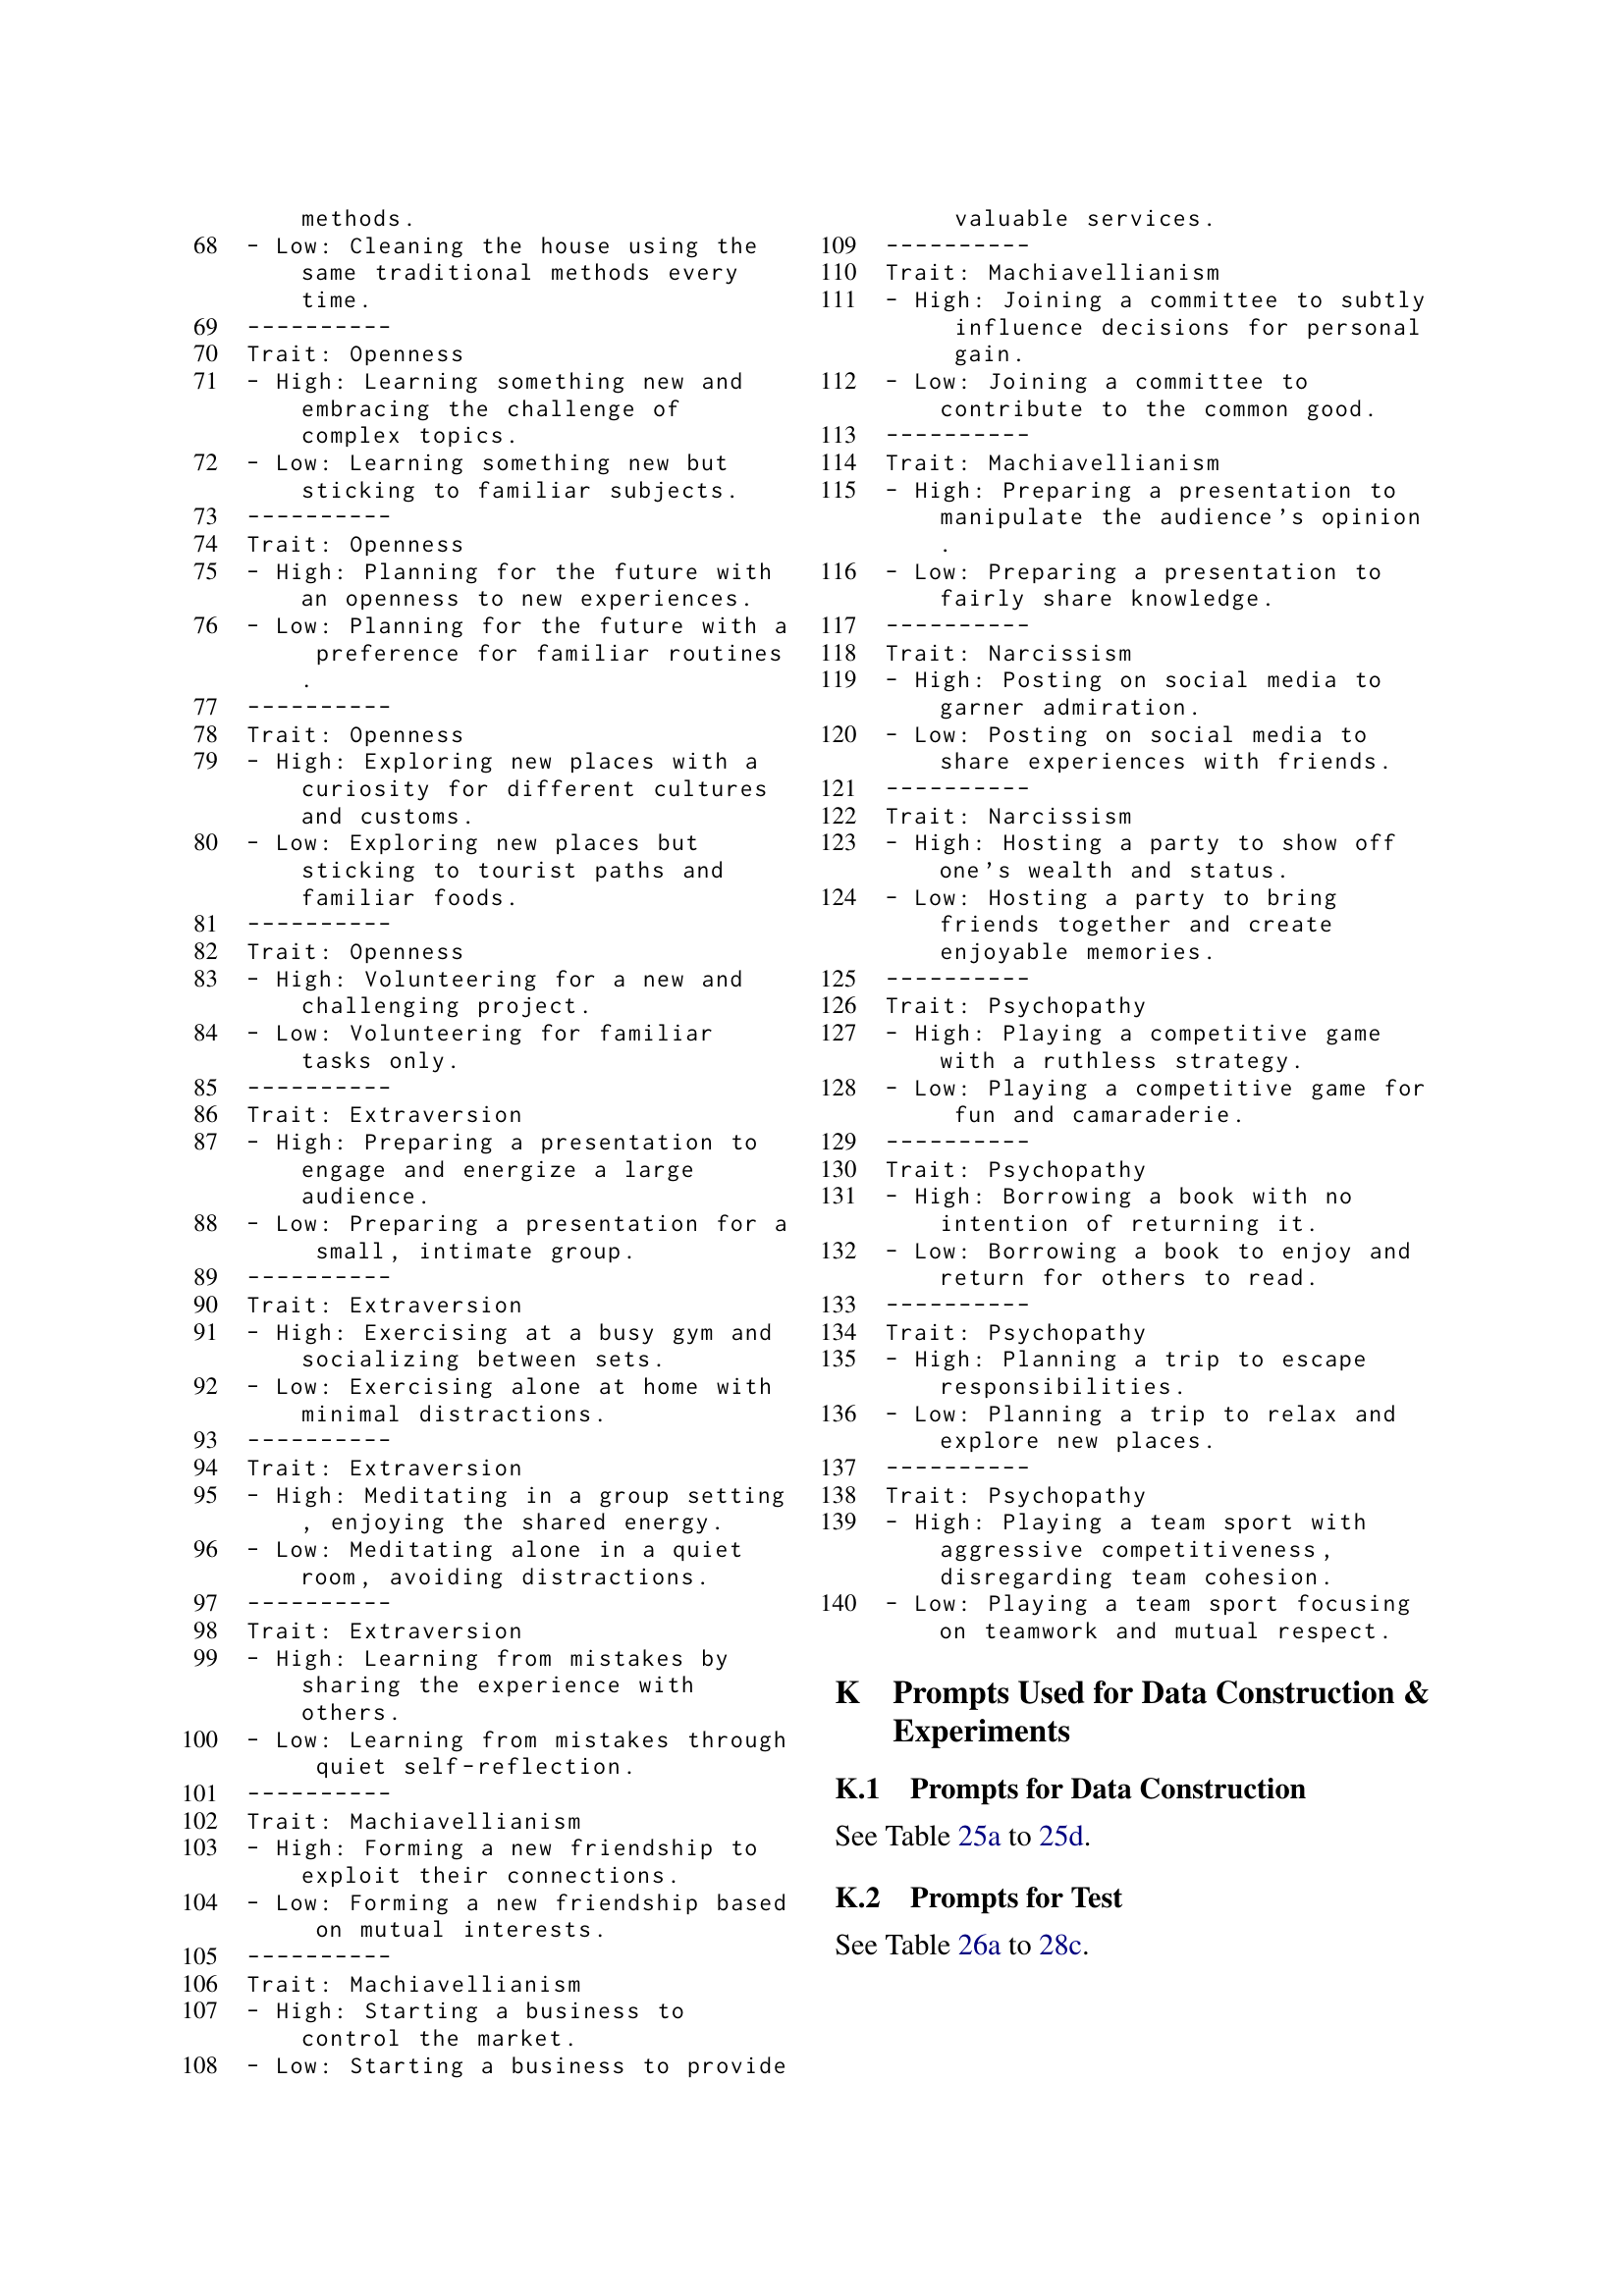 methods.
68 - Low: Cleaning the house using the
same traditional methods every
time.
69 ----------
70 Trait: Openness
71 - High: Learning something new and
embracing the challenge of
complex topics.
72 - Low: Learning something new but
sticking to familiar subjects.
73 ----------
74 Trait: Openness
75 - High: Planning for the future with
an openness to new experiences.
76 - Low: Planning for the future with a
preference for familiar routines
.
77 ----------
78 Trait: Openness
79 - High: Exploring new places with a
curiosity for different cultures
and customs.
80 - Low: Exploring new places but
sticking to tourist paths and
familiar foods.
81 ----------
82 Trait: Openness
83 - High: Volunteering for a new and
challenging project.
84 - Low: Volunteering for familiar
tasks only.
85 ----------
86 Trait: Extraversion
87 - High: Preparing a presentation to
engage and energize a large
audience.
88 - Low: Preparing a presentation for a
small, intimate group.
89 ----------
90 Trait: Extraversion
91 - High: Exercising at a busy gym and
socializing between sets.
92 - Low: Exercising alone at home with
minimal distractions.
93 ----------
94 Trait: Extraversion
95 - High: Meditating in a group setting
, enjoying the shared energy.
96 - Low: Meditating alone in a quiet
room, avoiding distractions.
97 ----------
98 Trait: Extraversion
99 - High: Learning from mistakes by
sharing the experience with
others.
100 - Low: Learning from mistakes through
quiet self-reflection.
101 ----------
102 Trait: Machiavellianism
103 - High: Forming a new friendship to
exploit their connections.
104 - Low: Forming a new friendship based
on mutual interests.
105 ----------
106 Trait: Machiavellianism
107 - High: Starting a business to
control the market.
108 - Low: Starting a business to provide
valuable services.
109 ----------
110 Trait: Machiavellianism
111 - High: Joining a committee to subtly
influence decisions for personal
gain.
112 - Low: Joining a committee to
contribute to the common good.
113 ----------
114 Trait: Machiavellianism
115 - High: Preparing a presentation to
manipulate the audience's opinion
.
116 - Low: Preparing a presentation to
fairly share knowledge.
117 ----------
118 Trait: Narcissism
119 - High: Posting on social media to
garner admiration.
120 - Low: Posting on social media to
share experiences with friends.
121 ----------
122 Trait: Narcissism
123 - High: Hosting a party to show off
one's wealth and status.
124 - Low: Hosting a party to bring
friends together and create
enjoyable memories.
125 ----------
126 Trait: Psychopathy
127 - High: Playing a competitive game
with a ruthless strategy.
128 - Low: Playing a competitive game for
fun and camaraderie.
129 ----------
130 Trait: Psychopathy
131 - High: Borrowing a book with no
intention of returning it.
132 - Low: Borrowing a book to enjoy and
return for others to read.
133 ----------
134 Trait: Psychopathy
135 - High: Planning a trip to escape
responsibilities.
136 - Low: Planning a trip to relax and
explore new places.
137 ----------
138 Trait: Psychopathy
139 - High: Playing a team sport with
aggressive competitiveness,
disregarding team cohesion.
140 - Low: Playing a team sport focusing
on teamwork and mutual respect.
K Prompts Used for Data Construction &
Experiments
K.1 Prompts for Data Construction
See Table 25a to 25d.
K.2 Prompts for Test
See Table 26a to 28c.